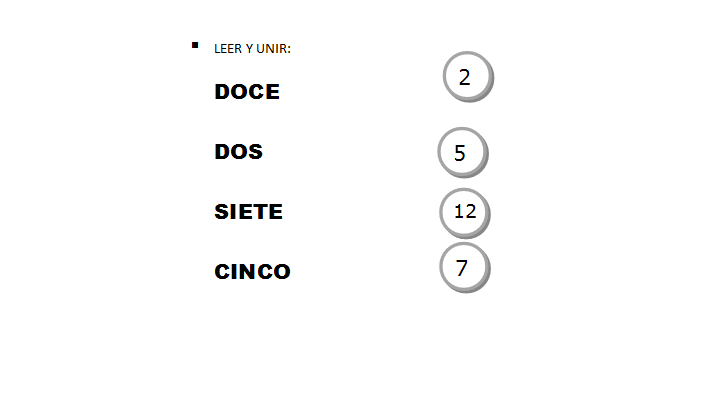 ▪ LEER Y UNIR:
DOCE 2
DOS 5
SIETE 12
CINCO 7